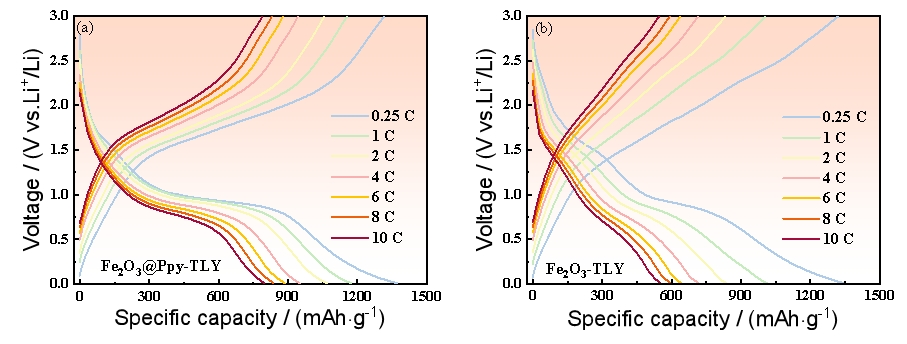 (a)
3.0
2.5
2.0
1.5
1.0
0.5
0.0
Voltage / (V vs.Li⁺/Li)
0.25 C
1 C
2 C
4 C
6 C
8 C
10 C
Fe₂O₃@Ppy-TLY
0 300 600 900 1200 1500
Specific capacity / (mAh·g⁻¹)
(b)
3.0
2.5
2.0
1.5
1.0
0.5
0.0
Voltage / (V vs.Li⁺/Li)
0.25 C
1 C
2 C
4 C
6 C
8 C
10 C
Fe₂O₃-TLY
0 300 600 900 1200 1500
Specific capacity / (mAh·g⁻¹)